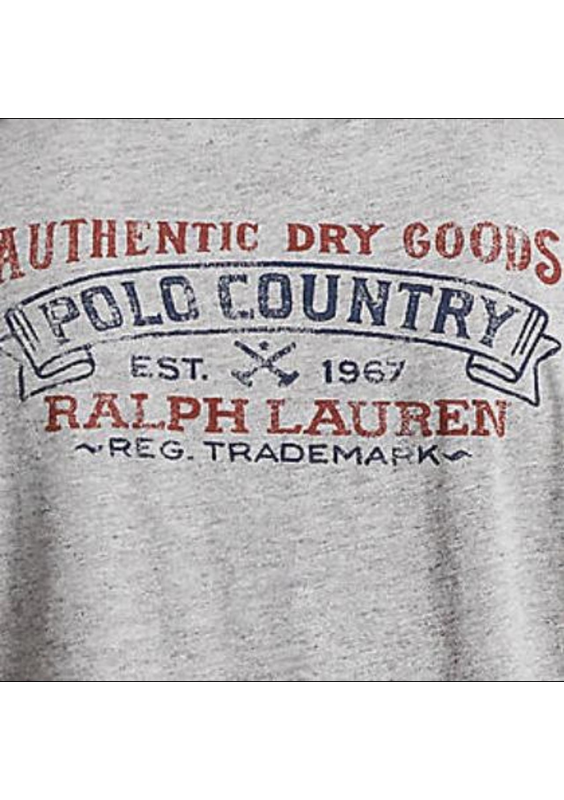 AUTHENTIC DRY GOODS
POLO COUNTRY
EST. 1967
RALPH LAUREN
~REG. TRADEMARK~